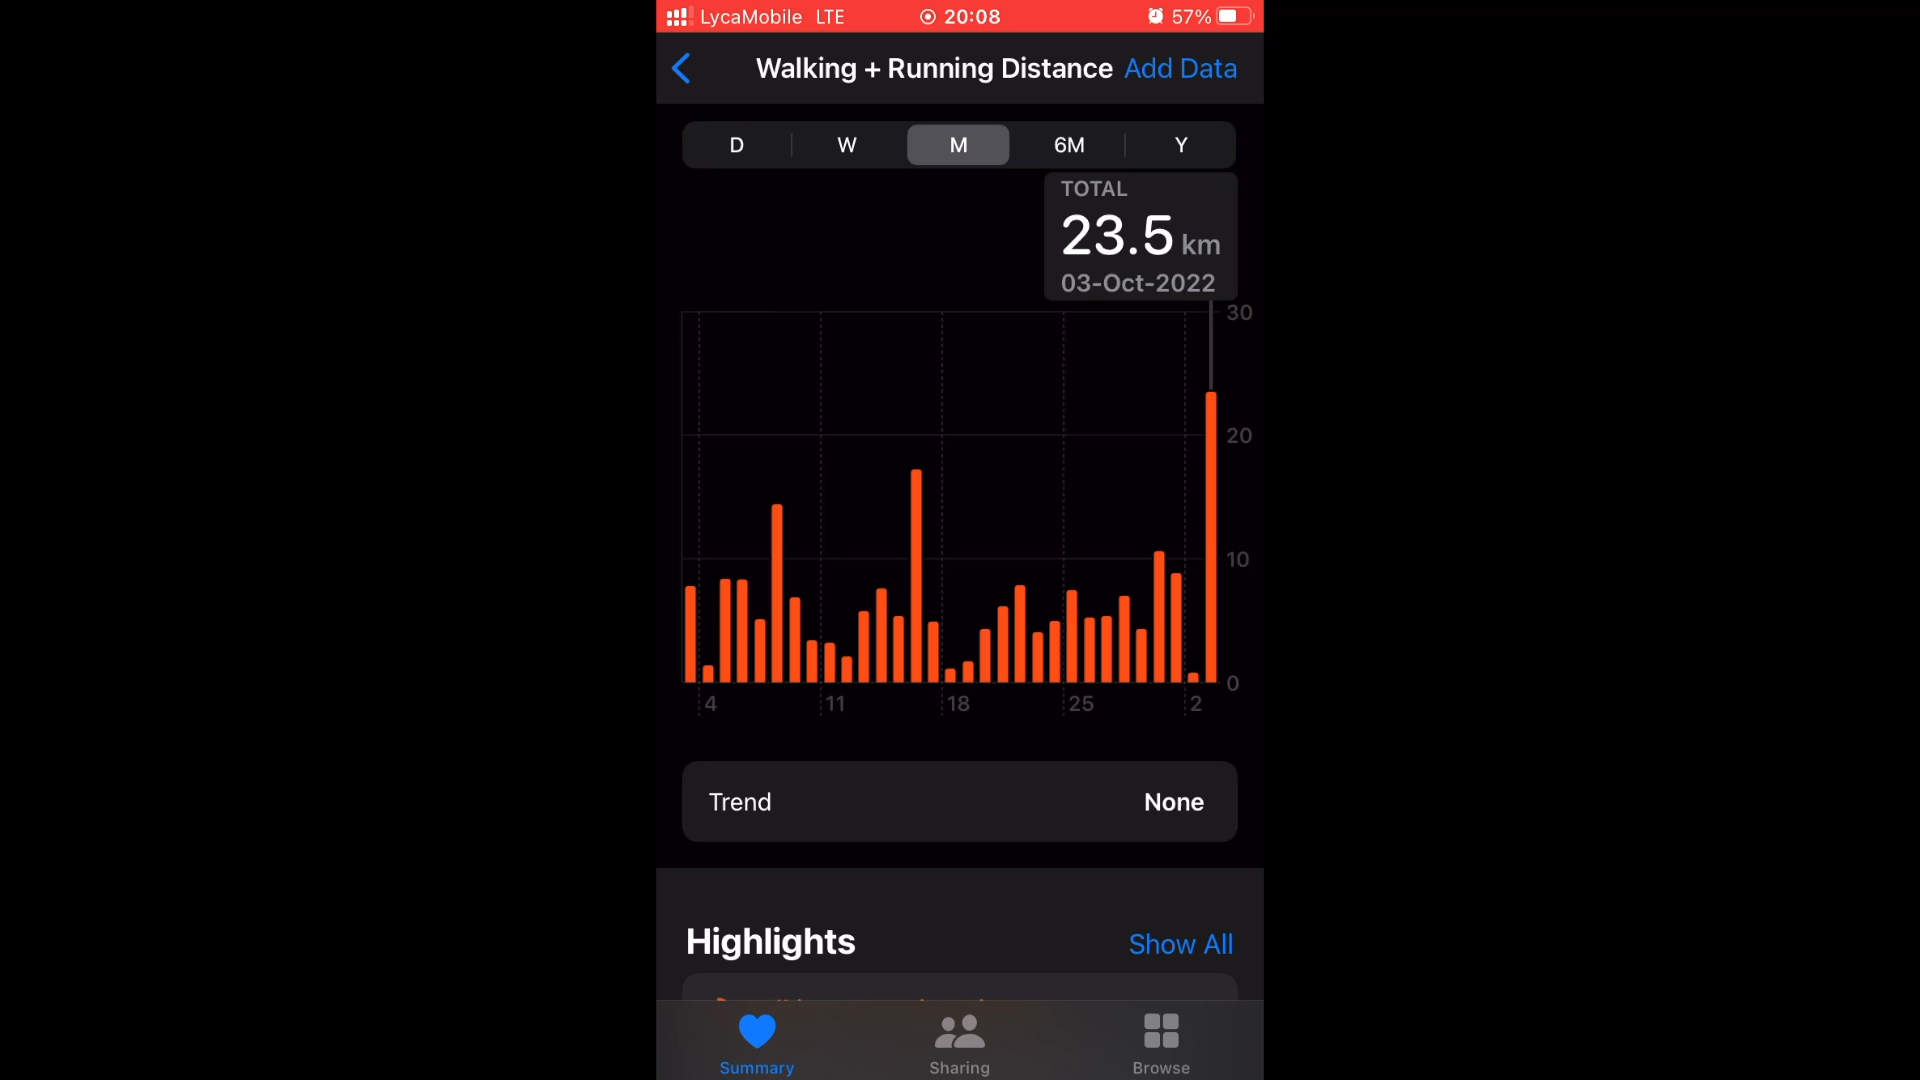 LycaMobile LTE 20:08 57%
Walking + Running Distance Add Data
D W M 6M Y
TOTAL
23.5 km
03-Oct-2022
30
20
10
0
4 11 18 25 2
Trend None
Highlights Show All
Summary Sharing Browse